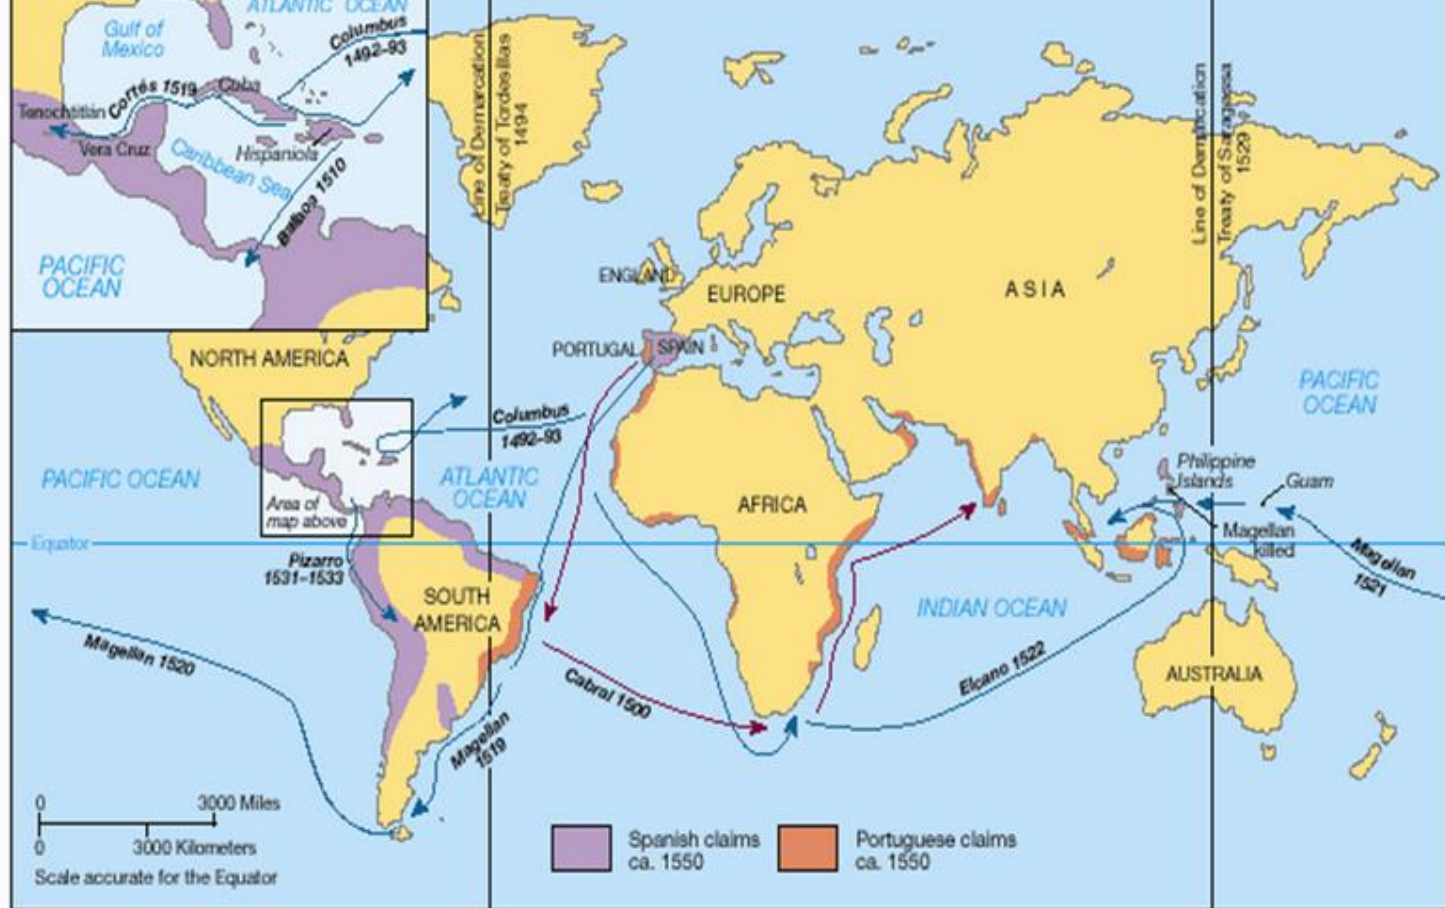 ATLANTIC OCEAN
Gulf of
Mexico
Columbus
1492–93
Cortés 1519
Cuba
Tenochtitlán
Vera Cruz
Hispaniola
Caribbean Sea
Balboa 1510
PACIFIC
OCEAN
Line of Demarcation
Treaty of Tordesillas
1494
Line of Demarcation
Treaty of Saragassa
1529
ENGLAND
EUROPE
ASIA
PORTUGAL
SPAIN
NORTH AMERICA
PACIFIC
OCEAN
Columbus
1492–93
PACIFIC OCEAN
ATLANTIC
OCEAN
Area of
map above
AFRICA
Philippine
Islands
Guam
Magellan
killed
Equator
Pizarro
1531–1533
SOUTH
AMERICA
INDIAN OCEAN
Magellan
1521
Magellan 1520
Cabral 1500
Elcano 1522
AUSTRALIA
Magellan
1519
0
3000 Miles
0
3000 Kilometers
Scale accurate for the Equator
Spanish claims
ca. 1550
Portuguese claims
ca. 1550